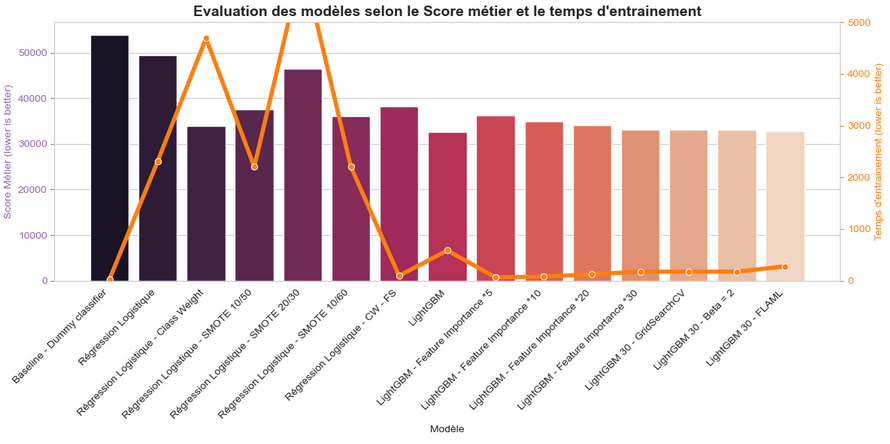 Evaluation des modèles selon le Score métier et le temps d'entrainement
Score Métier (lower is better)
50000
40000
30000
20000
10000
0
5000
4000
3000
2000
1000
0
Temps d'entrainement (lower is better)
Baseline - Dummy classifier
Régression Logistique
Régression Logistique - Class Weight
Régression Logistique - SMOTE 10/50
Régression Logistique - SMOTE 20/30
Régression Logistique - SMOTE 10/60
Régression Logistique - CW - FS
LightGBM
LightGBM - Feature Importance *5
LightGBM - Feature Importance *10
LightGBM - Feature Importance *20
LightGBM - Feature Importance *30
LightGBM 30 - GridSearchCV
LightGBM 30 - Beta = 2
LightGBM 30 - FLAML
Modèle